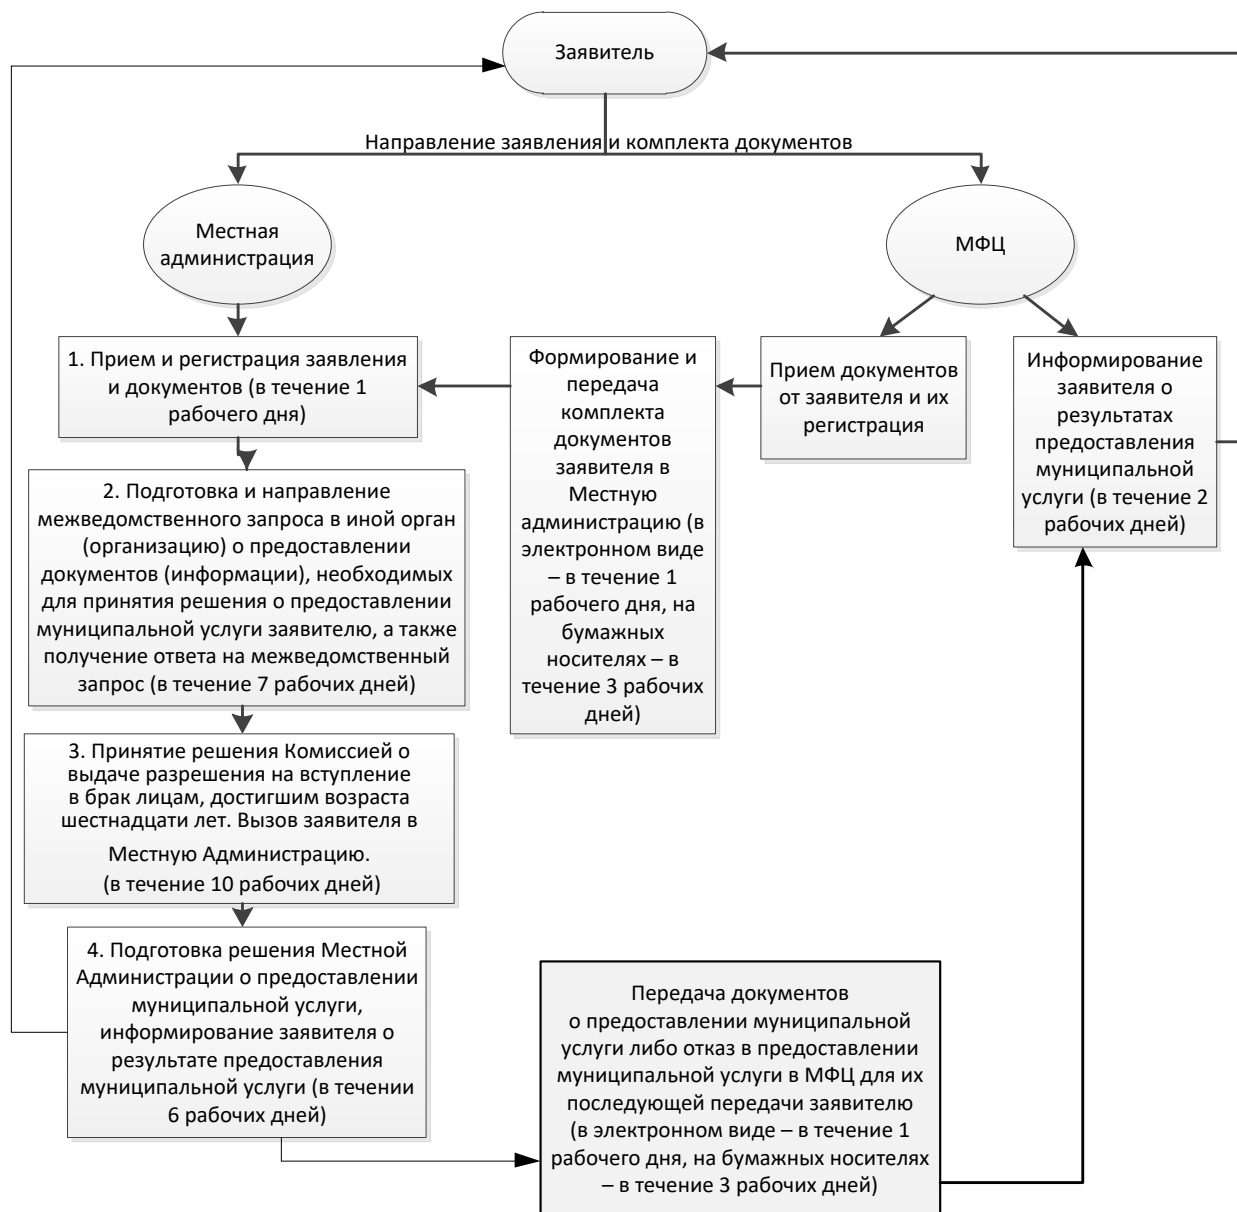 Заявитель
Направление заявления и комплекта документов
Местная
администрация
МФЦ
1. Прием и регистрация заявления
и документов (в течение 1
рабочего дня)
Формирование и
передача
комплекта
документов
заявителя в
Местную
администрацию (в
электронном виде
– в течение 1
рабочего дня, на
бумажных
носителях – в
течение 3 рабочих
дней)
Прием документов
от заявителя и их
регистрация
Информирование
заявителя о
результатах
предоставления
муниципальной
услуги (в течение 2
рабочих дней)
2. Подготовка и направление
межведомственного запроса в иной орган
(организацию) о предоставлении
документов (информации), необходимых
для принятия решения о предоставлении
муниципальной услуги заявителю, а также
получение ответа на межведомственный
запрос (в течение 7 рабочих дней)
3. Принятие решения Комиссией о
выдаче разрешения на вступление
в брак лицам, достигшим возраста
шестнадцати лет. Вызов заявителя в
Местную Администрацию.
(в течение 10 рабочих дней)
4. Подготовка решения Местной
Администрации о предоставлении
муниципальной услуги,
информирование заявителя о
результате предоставления
муниципальной услуги (в течении
6 рабочих дней)
Передача документов
о предоставлении муниципальной
услуги либо отказ в предоставлении
муниципальной услуги в МФЦ для их
последующей передачи заявителю
(в электронном виде – в течение 1
рабочего дня, на бумажных носителях
– в течение 3 рабочих дней)